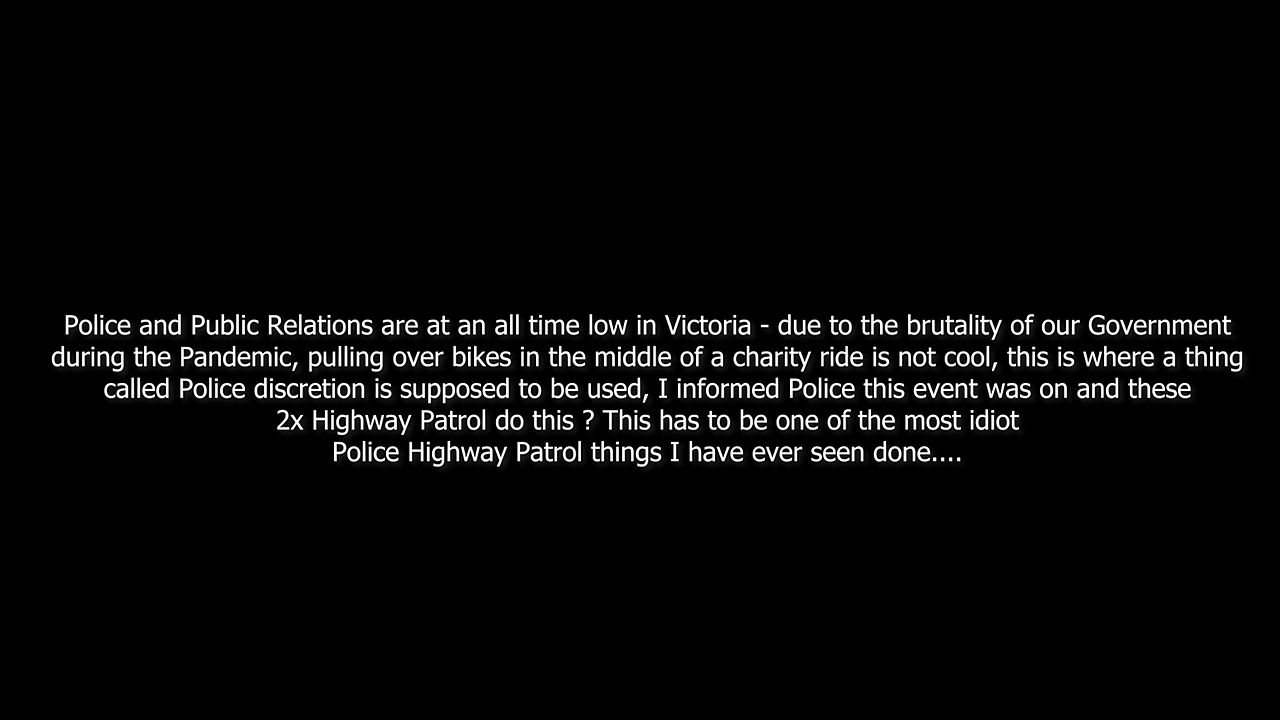 Police and Public Relations are at an all time low in Victoria - due to the brutality of our Government
during the Pandemic, pulling over bikes in the middle of a charity ride is not cool, this is where a thing
called Police discretion is supposed to be used, I informed Police this event was on and these
2x Highway Patrol do this ? This has to be one of the most idiot
Police Highway Patrol things I have ever seen done....